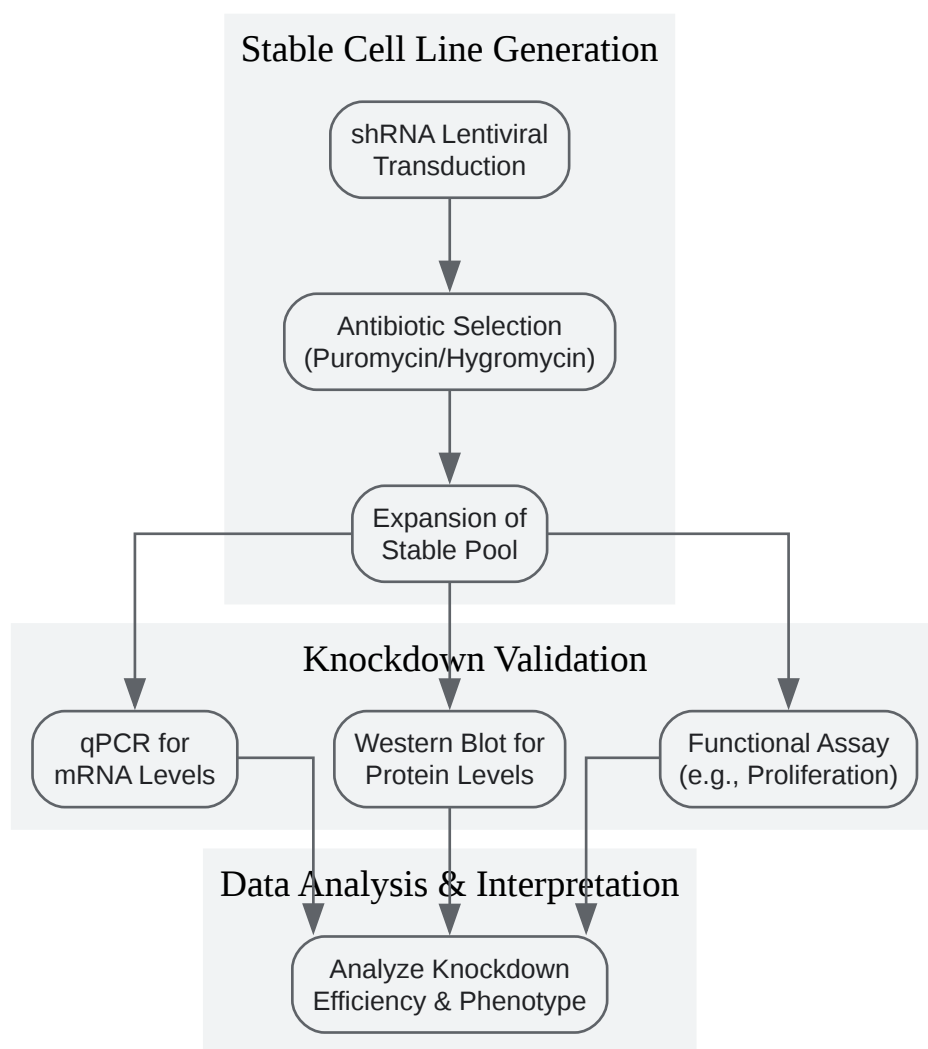 Stable Cell Line Generation
shRNA Lentiviral
Transduction
Antibiotic Selection
(Puromycin/Hygromycin)
Expansion of
Stable Pool
Knockdown Validation
qPCR for
mRNA Levels
Western Blot for
Protein Levels
Functional Assay
(e.g., Proliferation)
Data Analysis & Interpretation
Analyze Knockdown
Efficiency & Phenotype